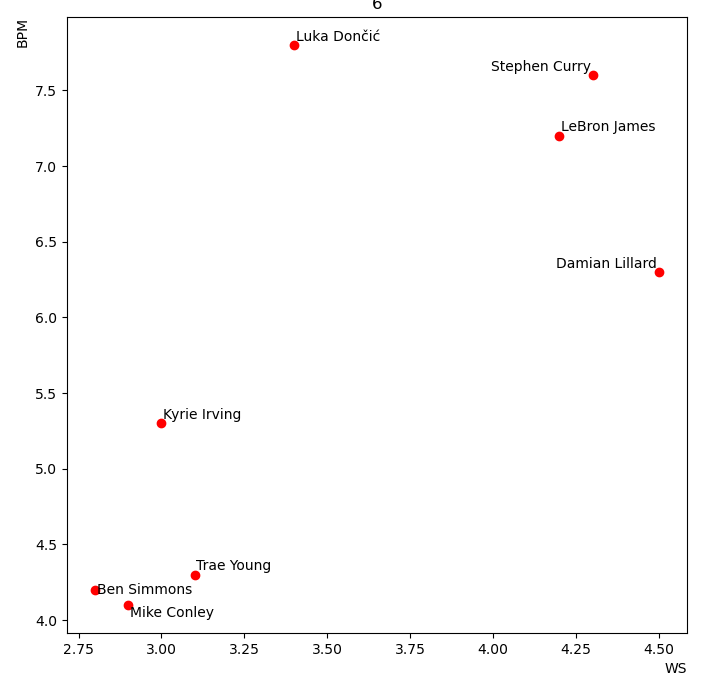 6
BPM
Luka Dončić
Stephen Curry
7.5
LeBron James
7.0
6.5
Damian Lillard
6.0
5.5
Kyrie Irving
5.0
4.5
Trae Young
Ben Simmons
4.0
Mike Conley
2.75 3.00 3.25 3.50 3.75 4.00 4.25 4.50
WS